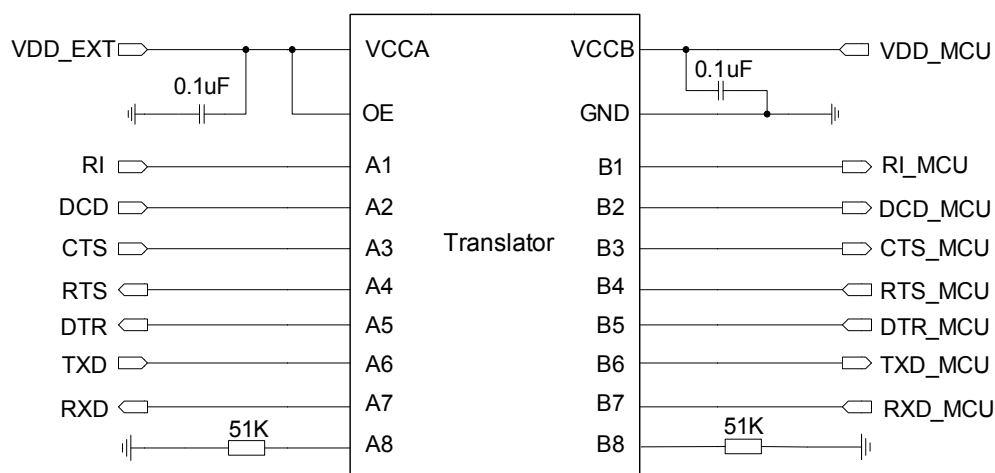 VDD_EXT VCCA VCCB VDD_MCU
0.1uF 0.1uF
OE GND
RI A1 B1 RI_MCU
DCD A2 B2 DCD_MCU
CTS A3 Translator B3 CTS_MCU
RTS A4 B4 RTS_MCU
DTR A5 B5 DTR_MCU
TXD A6 B6 TXD_MCU
RXD A7 B7 RXD_MCU
51K A8 B8 51K